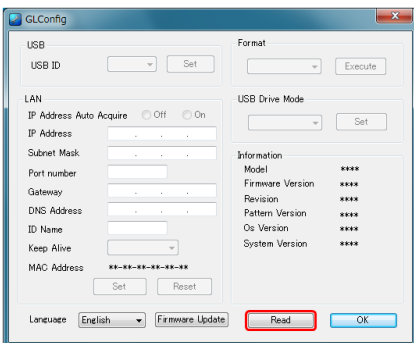 GLConfig
USB
USB ID
Set
Format
Execute
LAN
IP Address Auto Acquire Off On
IP Address . . .
Subnet Mask . . .
Port number
Gateway . . .
DNS Address . . .
ID Name
Keep Alive
MAC Address **-**-**-**-**-**
Set Reset
USB Drive Mode
Set
Information
Model ****
Firmware Version ****
Revision ****
Pattern Version ****
Os Version ****
System Version ****
Language English Firmware Update Read OK